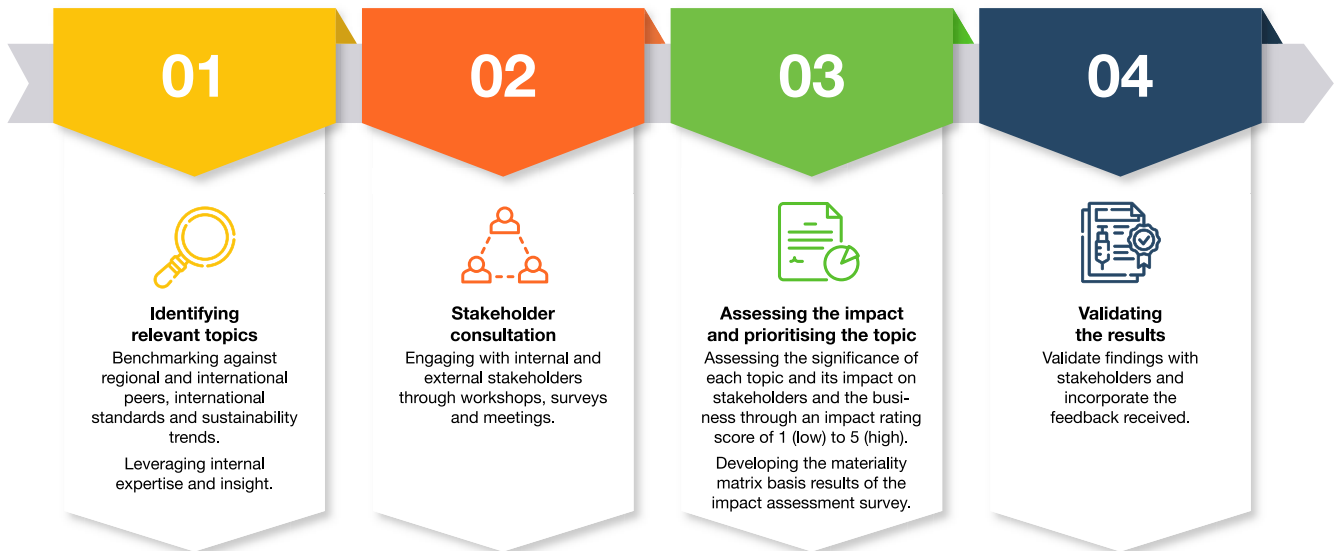 01
Identifying
relevant topics
Benchmarking against
regional and international
peers, international
standards and sustainability
trends.
Leveraging internal
expertise and insight.
02
Stakeholder
consultation
Engaging with internal and
external stakeholders
through workshops, surveys
and meetings.
03
Assessing the impact
and prioritising the topic
Assessing the significance of
each topic and its impact on
stakeholders and the busi-
ness through an impact rating
score of 1 (low) to 5 (high).
Developing the materiality
matrix basis results of the
impact assessment survey.
04
Validating
the results
Validate findings with
stakeholders and
incorporate the
feedback received.